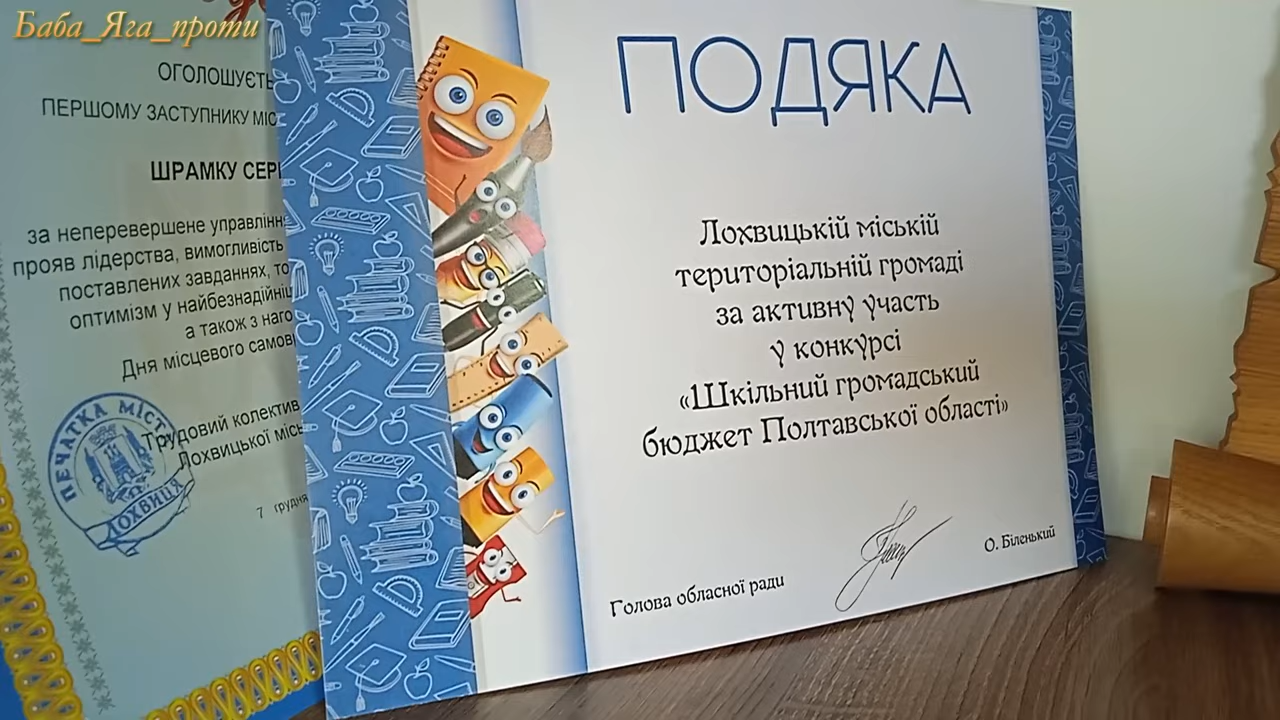 Баба_Яга_проти
ОГОЛОШУЄТЬ
ПЕРШОМУ ЗАСТУПНИКУ МІС
ШРАМКУ СЕР
за неперевершене управлінн
прояв лідерства, вимогливість
поставлених завданнях, то
оптимізм у найбезнадійніш
а також з наго
Дня місцевого самов
Трудовий колектив
Лохвицької місь
7 грудня
ПЕЧАТКА МІСТ
ЛОХВИЦЯ
ПОДЯКА
Лохвицькій міській
територіальній громаді
за активну участь
у конкурсі
«Шкільний громадський
бюджет Полтавської області»
Голова обласної ради
О. Біленький